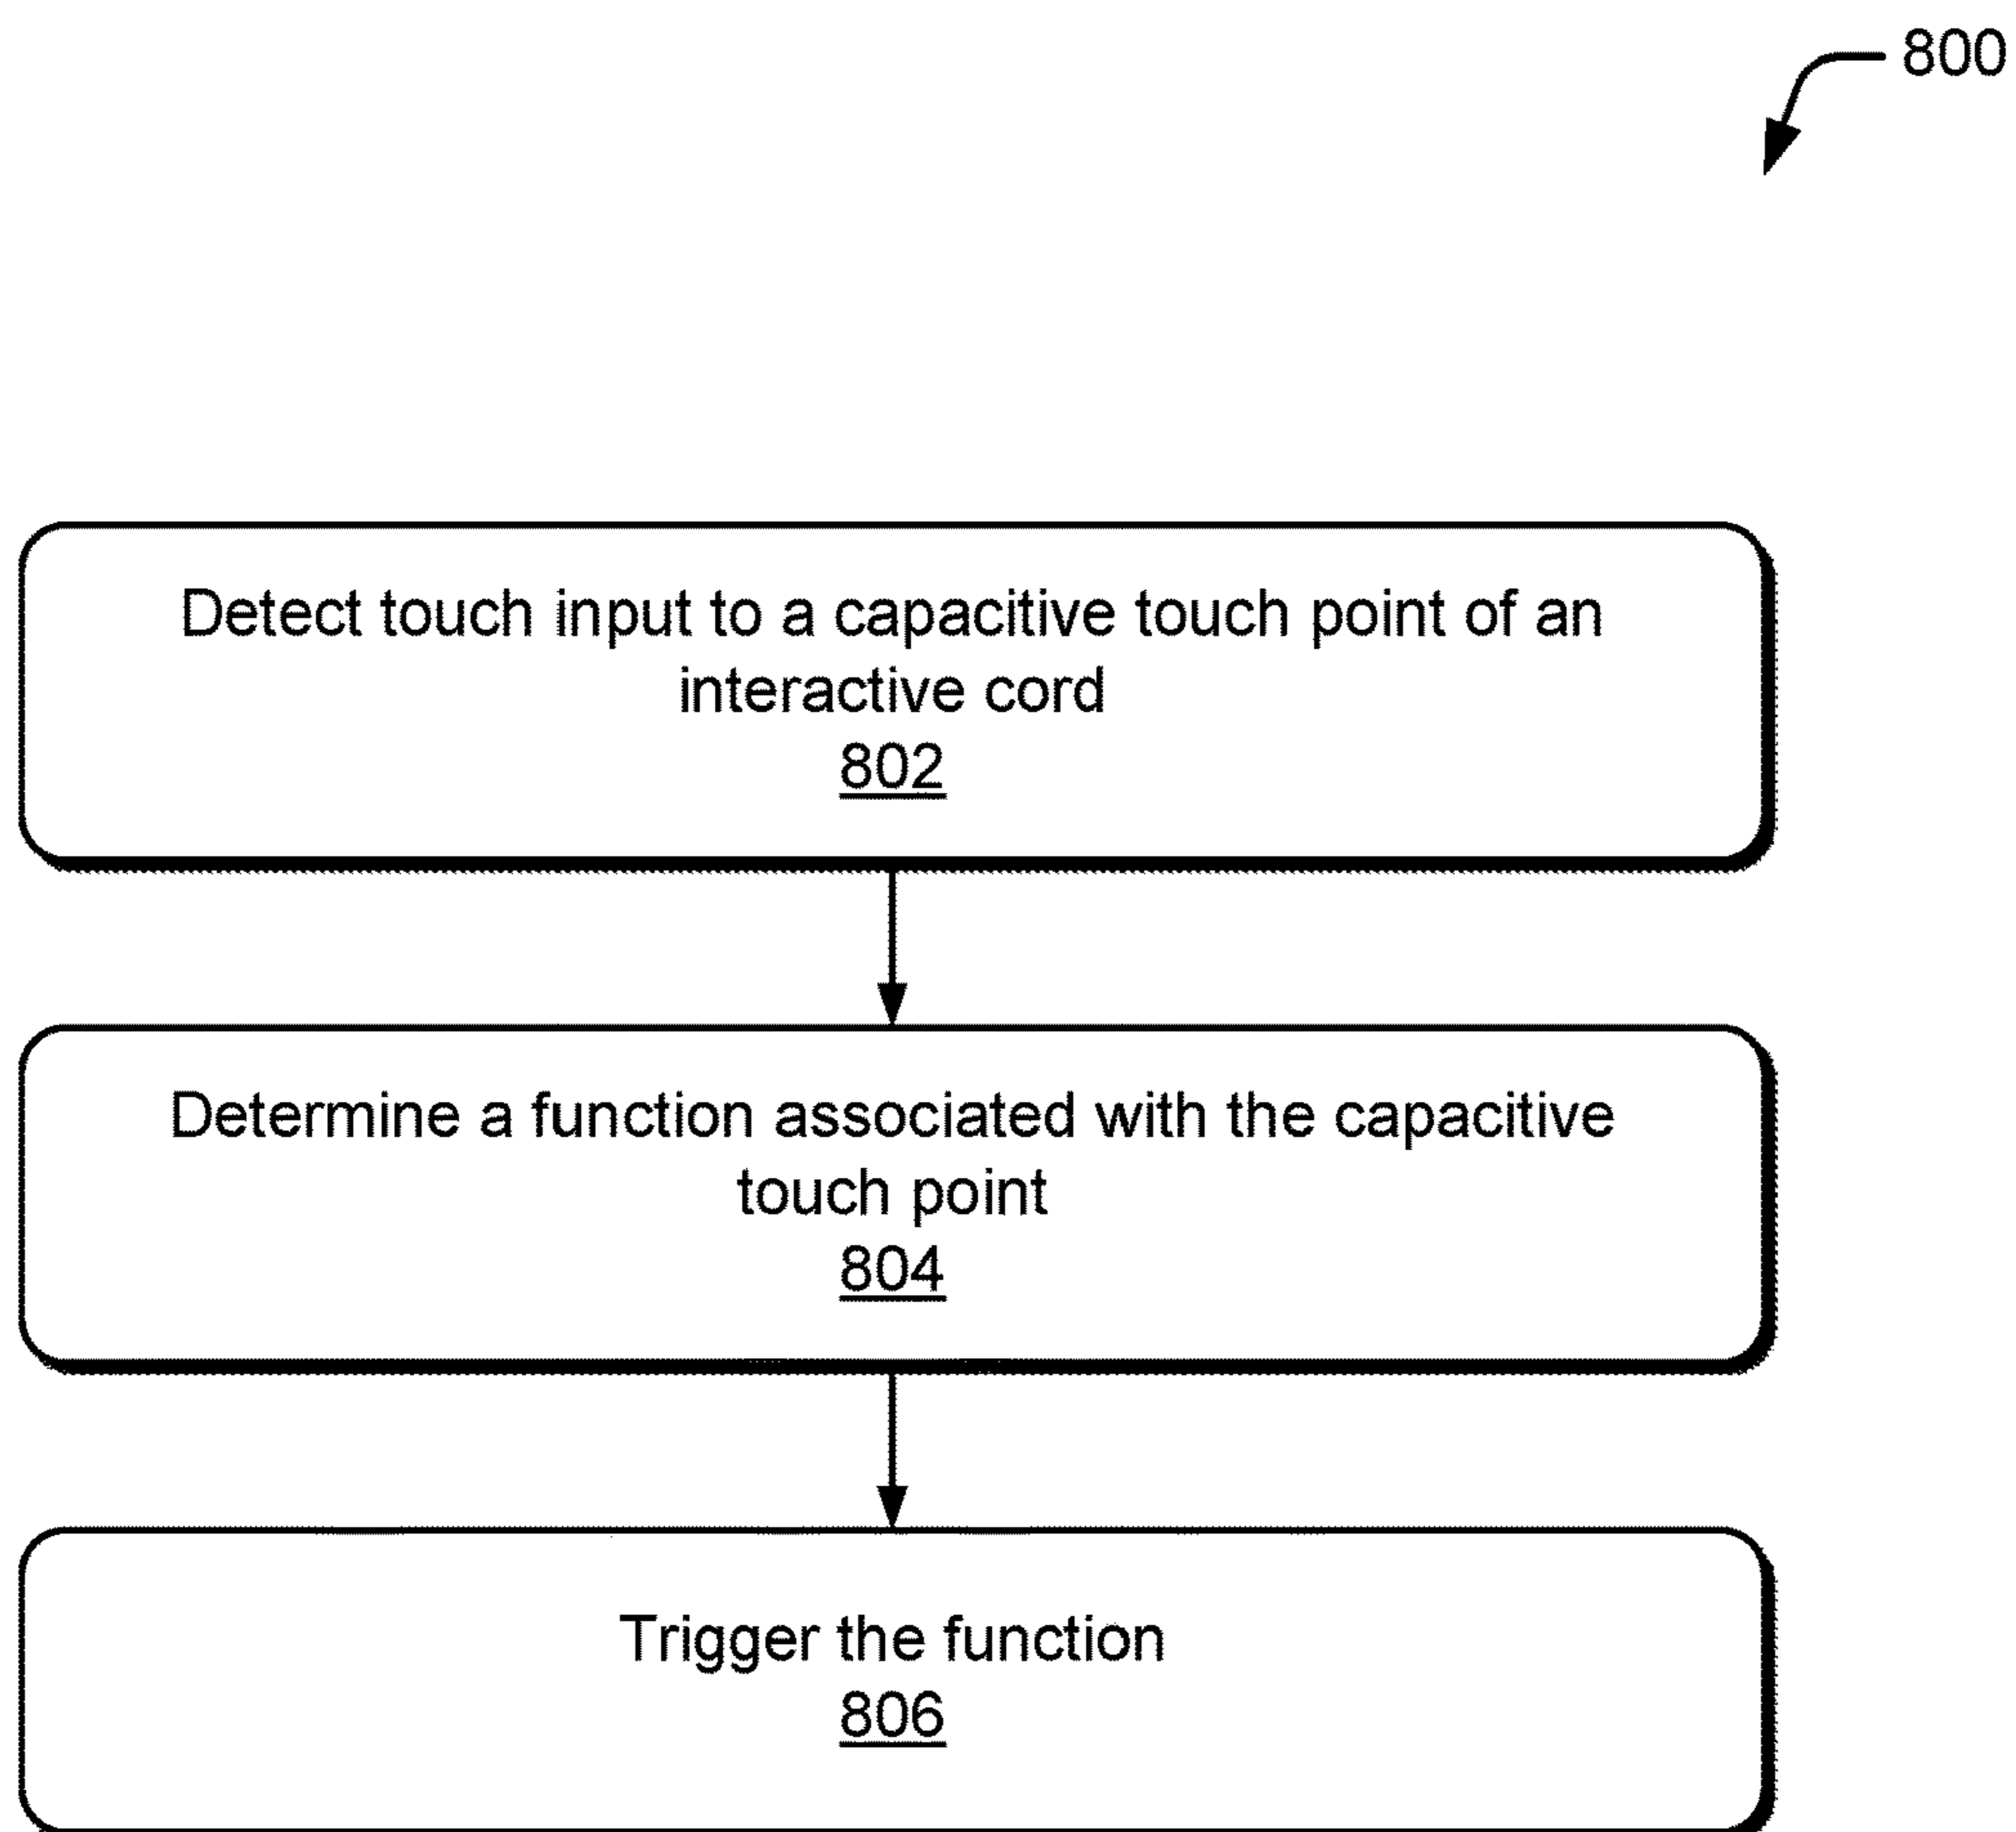 800
Detect touch input to a capacitive touch point of an
interactive cord
802
Determine a function associated with the capacitive
touch point
804
Trigger the function
806